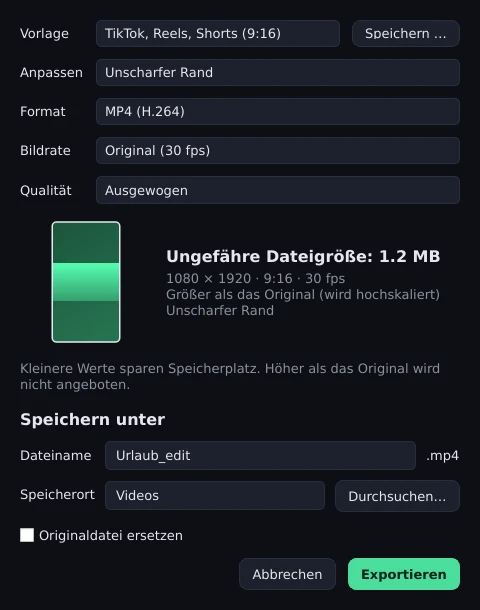 Vorlage TikTok, Reels, Shorts (9:16) Speichern …
Anpassen Unscharfer Rand
Format MP4 (H.264)
Bildrate Original (30 fps)
Qualität Ausgewogen
Ungefähre Dateigröße: 1.2 MB
1080 × 1920 · 9:16 · 30 fps
Größer als das Original (wird hochskaliert)
Unscharfer Rand
Kleinere Werte sparen Speicherplatz. Höher als das Original wird
nicht angeboten.
Speichern unter
Dateiname Urlaub_edit .mp4
Speicherort Videos Durchsuchen…
Originaldatei ersetzen
Abbrechen Exportieren